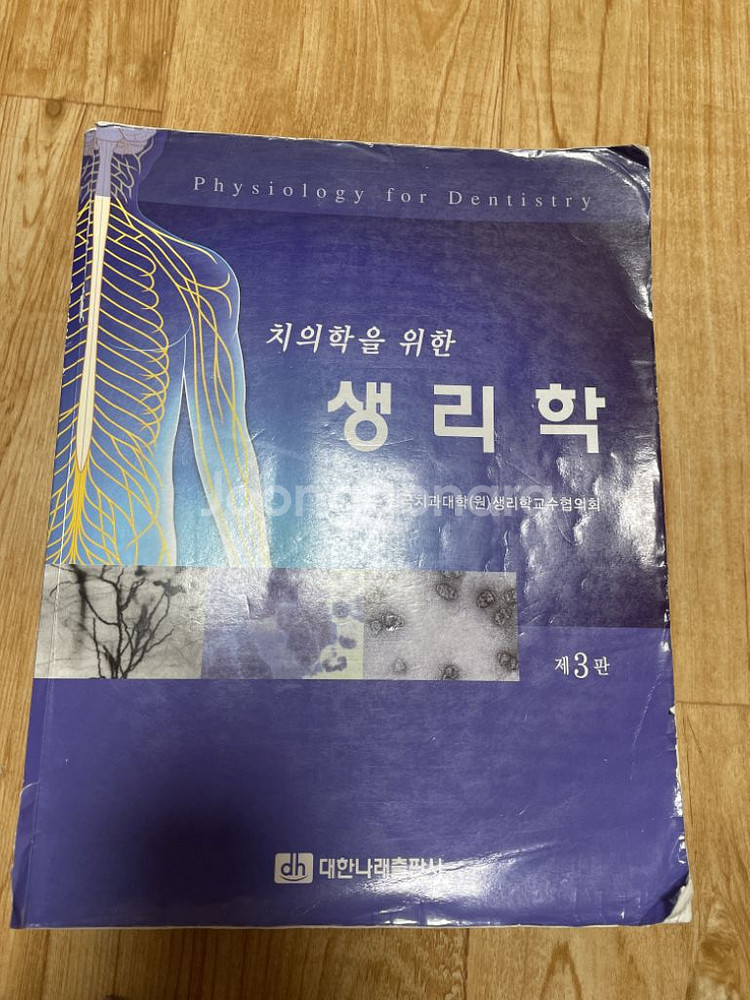 Physiology for Dentistry
치의학을 위한
생 리 학
치과대학(원)생리학교수협의회
Joongonara
제3판
dh 대한나래출판사